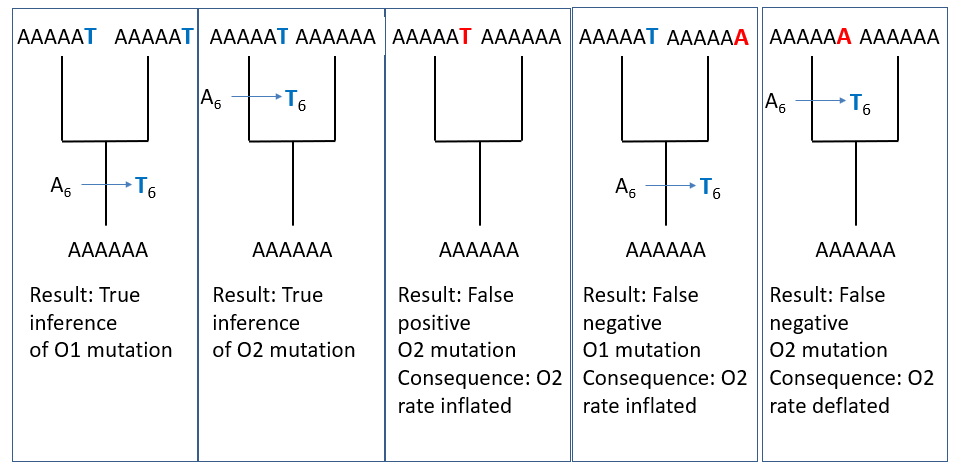 AAAAAT AAAAAT
A6 T6
AAAAAA
Result: True
inference
of O1 mutation
AAAAAT AAAAAA
A6 T6
AAAAAA
Result: True
inference
of O2 mutation
AAAAAT AAAAAA
AAAAAA
Result: False
positive
O2 mutation
Consequence: O2
rate inflated
AAAAAT AAAAAA
A6 T6
AAAAAA
Result: False
negative
O1 mutation
Consequence: O2
rate inflated
AAAAAA AAAAAA
A6 T6
AAAAAA
Result: False
negative
O2 mutation
Consequence: O2
rate deflated